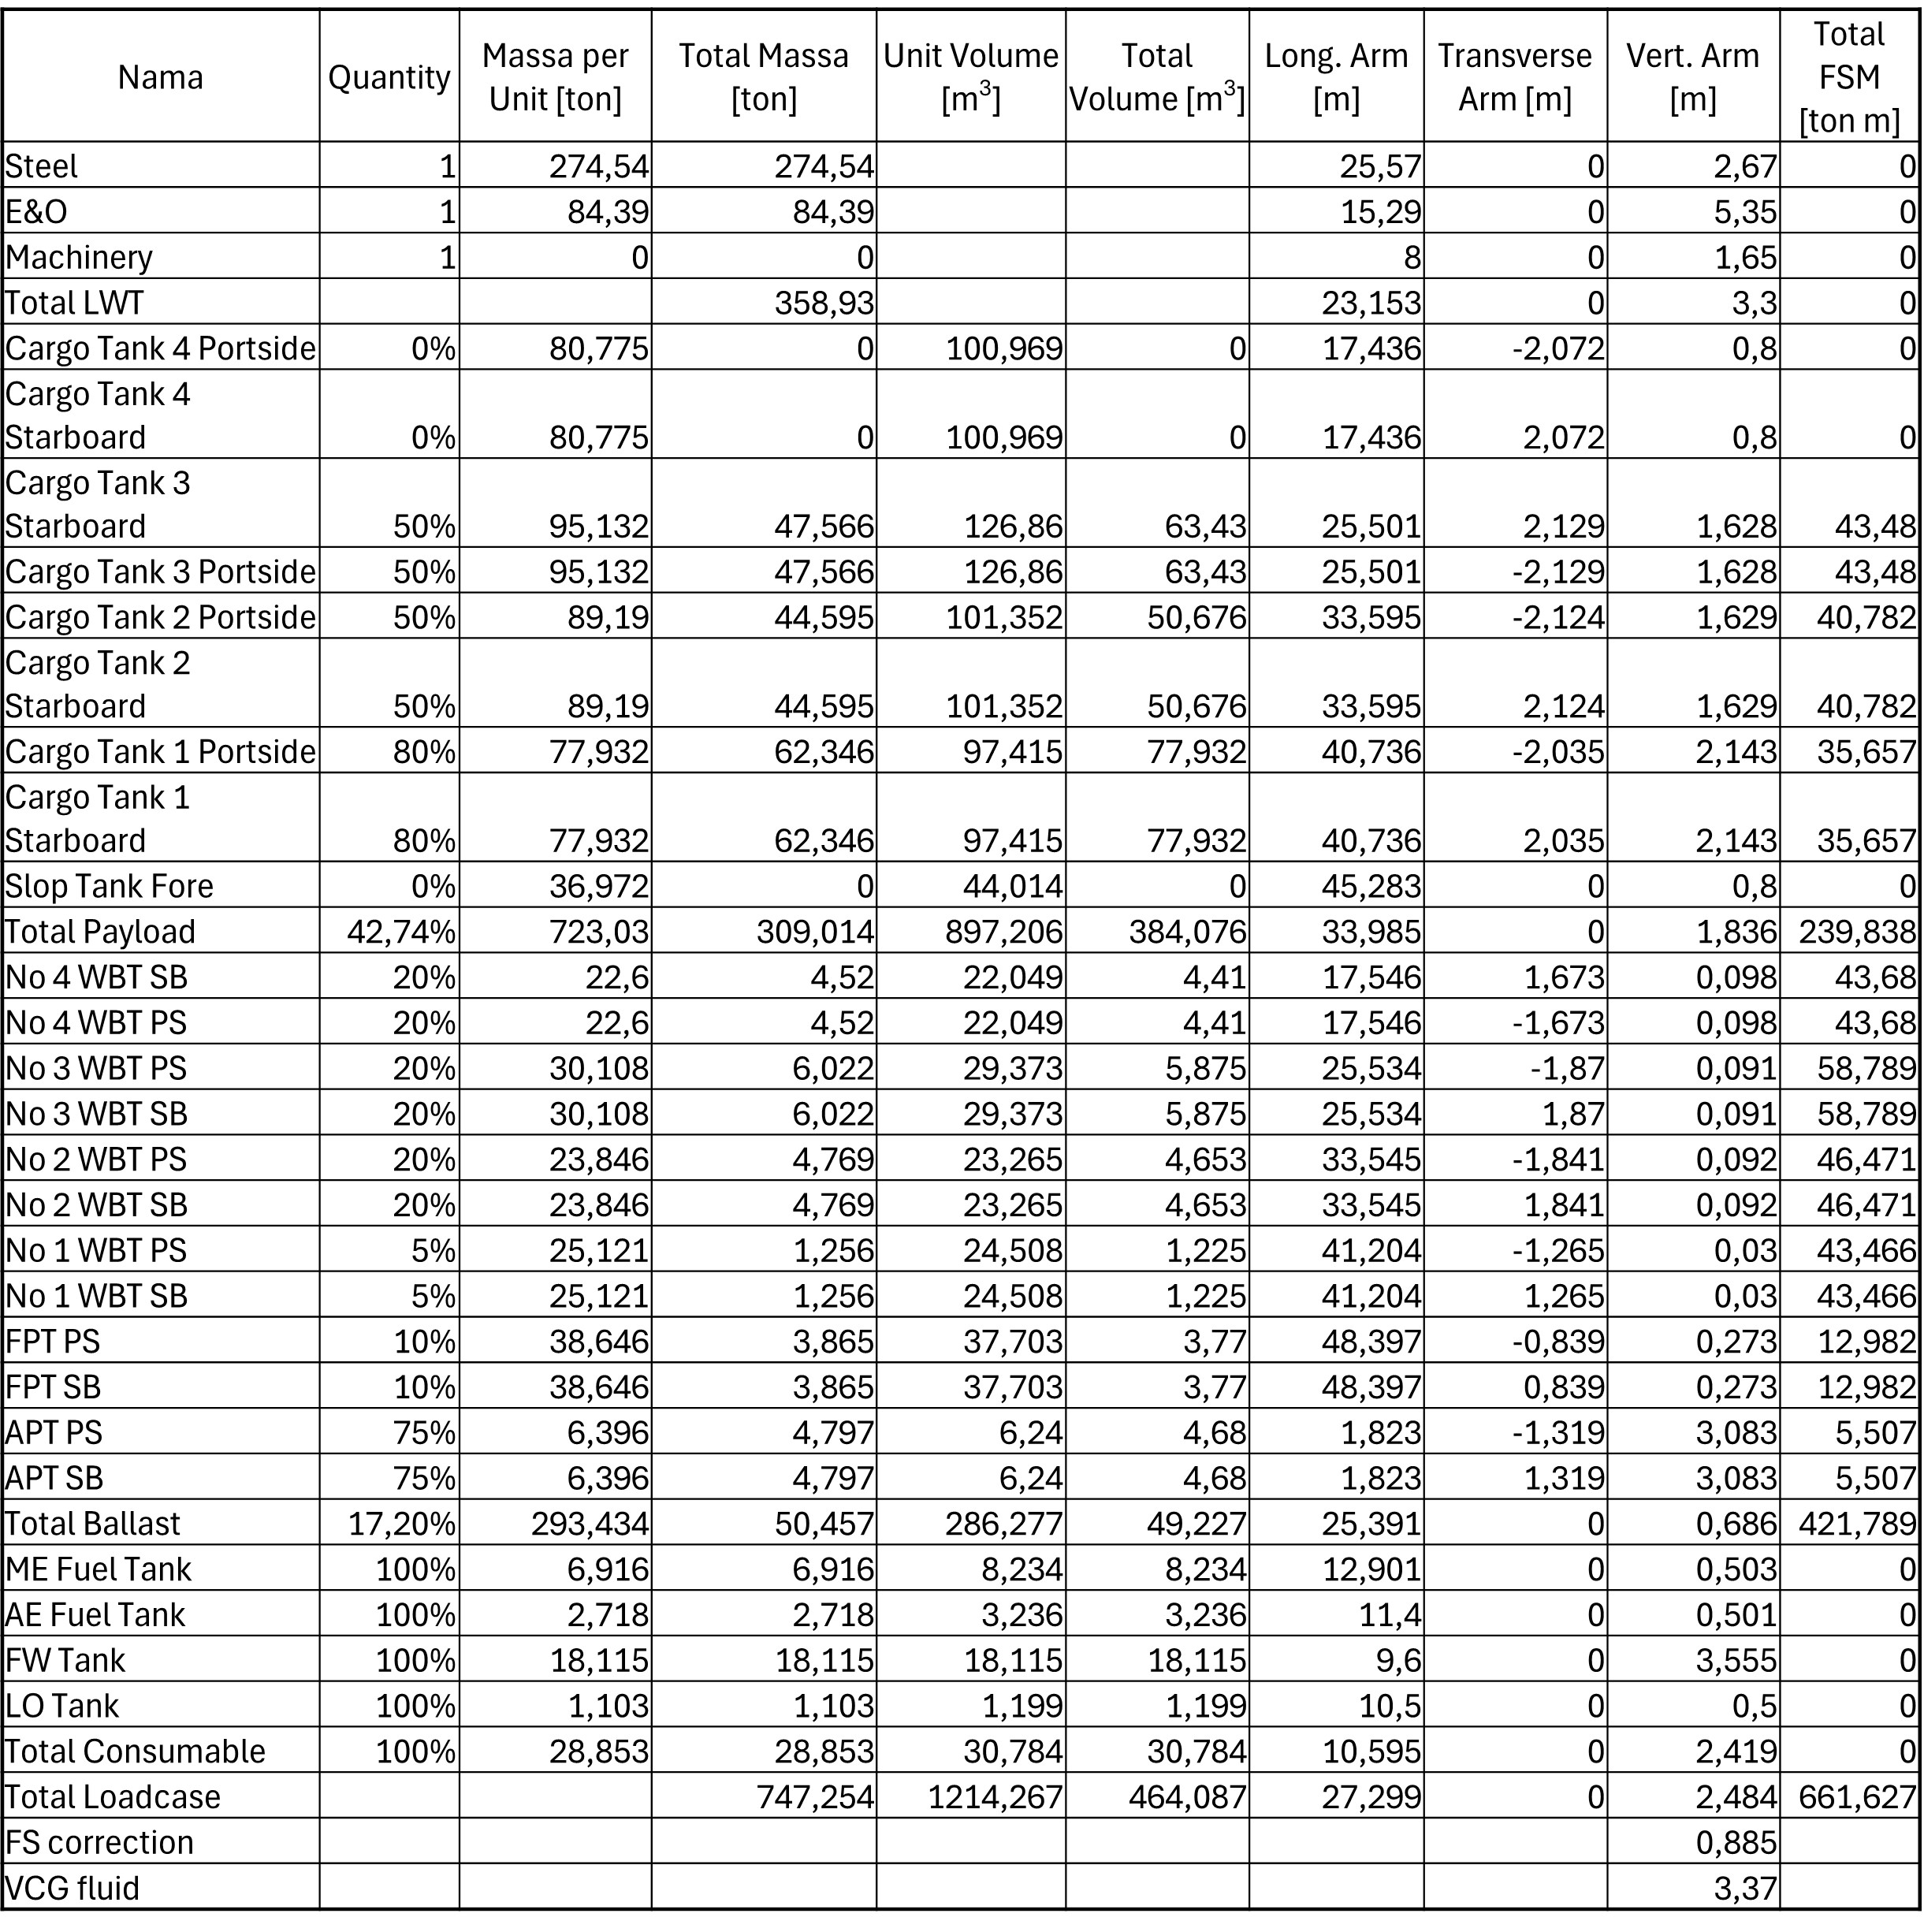 Nama Quantity Massa per Unit [ton] Total Massa [ton] Unit Volume [m³] Total Volume [m³] Long. Arm [m] Transverse Arm [m] Vert. Arm [m] Total FSM [ton m]
Steel 1 274,54 274,54 25,57 0 2,67 0
E&O 1 84,39 84,39 15,29 0 5,35 0
Machinery 1 0 0 8 0 1,65 0
Total LWT 358,93 23,153 0 3,3 0
Cargo Tank 4 Portside 0% 80,775 0 100,969 0 17,436 -2,072 0,8 0
Cargo Tank 4
Starboard 0% 80,775 0 100,969 0 17,436 2,072 0,8 0
Cargo Tank 3
Starboard 50% 95,132 47,566 126,86 63,43 25,501 2,129 1,628 43,48
Cargo Tank 3 Portside 50% 95,132 47,566 126,86 63,43 25,501 -2,129 1,628 43,48
Cargo Tank 2 Portside 50% 89,19 44,595 101,352 50,676 33,595 -2,124 1,629 40,782
Cargo Tank 2
Starboard 50% 89,19 44,595 101,352 50,676 33,595 2,124 1,629 40,782
Cargo Tank 1 Portside 80% 77,932 62,346 97,415 77,932 40,736 -2,035 2,143 35,657
Cargo Tank 1
Starboard 80% 77,932 62,346 97,415 77,932 40,736 2,035 2,143 35,657
Slop Tank Fore 0% 36,972 0 44,014 0 45,283 0 0,8 0
Total Payload 42,74% 723,03 309,014 897,206 384,076 33,985 0 1,836 239,838
No 4 WBT SB 20% 22,6 4,52 22,049 4,41 17,546 1,673 0,098 43,68
No 4 WBT PS 20% 22,6 4,52 22,049 4,41 17,546 -1,673 0,098 43,68
No 3 WBT PS 20% 30,108 6,022 29,373 5,875 25,534 -1,87 0,091 58,789
No 3 WBT SB 20% 30,108 6,022 29,373 5,875 25,534 1,87 0,091 58,789
No 2 WBT PS 20% 23,846 4,769 23,265 4,653 33,545 -1,841 0,092 46,471
No 2 WBT SB 20% 23,846 4,769 23,265 4,653 33,545 1,841 0,092 46,471
No 1 WBT PS 5% 25,121 1,256 24,508 1,225 41,204 -1,265 0,03 43,466
No 1 WBT SB 5% 25,121 1,256 24,508 1,225 41,204 1,265 0,03 43,466
FPT PS 10% 38,646 3,865 37,703 3,77 48,397 -0,839 0,273 12,982
FPT SB 10% 38,646 3,865 37,703 3,77 48,397 0,839 0,273 12,982
APT PS 75% 6,396 4,797 6,24 4,68 1,823 -1,319 3,083 5,507
APT SB 75% 6,396 4,797 6,24 4,68 1,823 1,319 3,083 5,507
Total Ballast 17,20% 293,434 50,457 286,277 49,227 25,391 0 0,686 421,789
ME Fuel Tank 100% 6,916 6,916 8,234 8,234 12,901 0 0,503 0
AE Fuel Tank 100% 2,718 2,718 3,236 3,236 11,4 0 0,501 0
FW Tank 100% 18,115 18,115 18,115 18,115 9,6 0 3,555 0
LO Tank 100% 1,103 1,103 1,199 1,199 10,5 0 0,5 0
Total Consumable 100% 28,853 28,853 30,784 30,784 10,595 0 2,419 0
Total Loadcase 747,254 1214,267 464,087 27,299 0 2,484 661,627
FS correction 0,885
VCG fluid 3,37